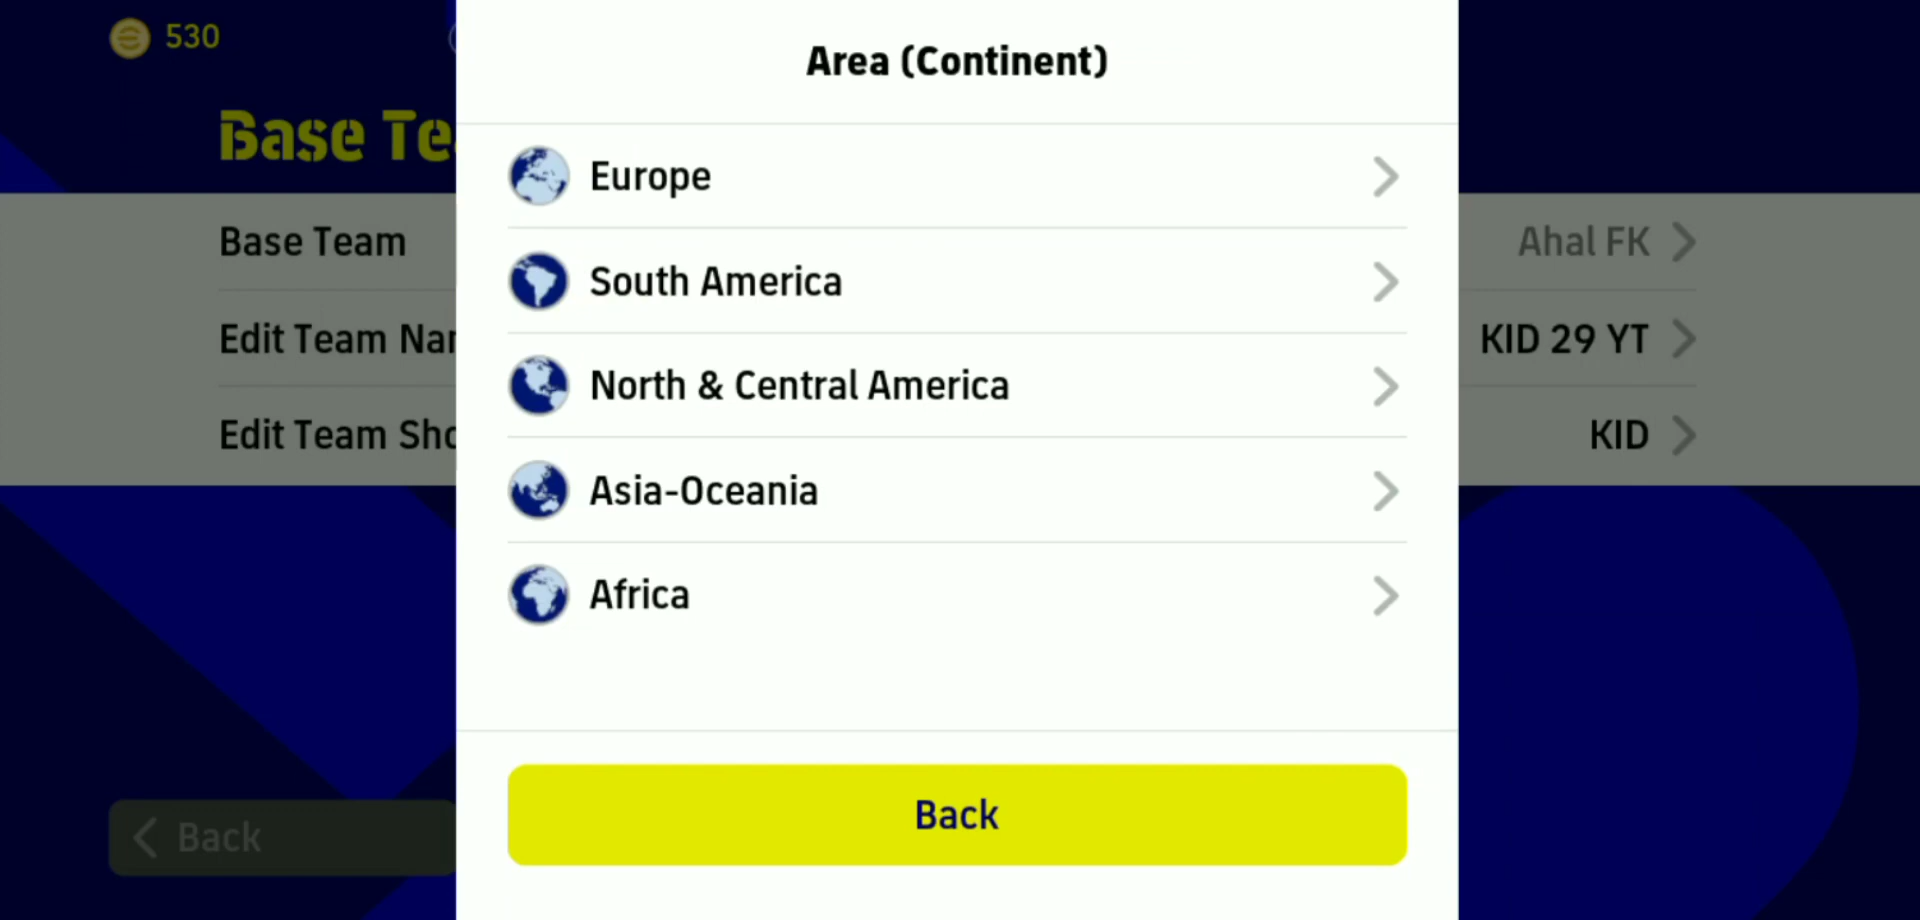 530
Area (Continent)
Base Te
Europe
Base Team
Ahal FK
South America
Edit Team Nar
KID 29 YT
North & Central America
Edit Team Sho
KID
Asia-Oceania
Africa
Back
Back